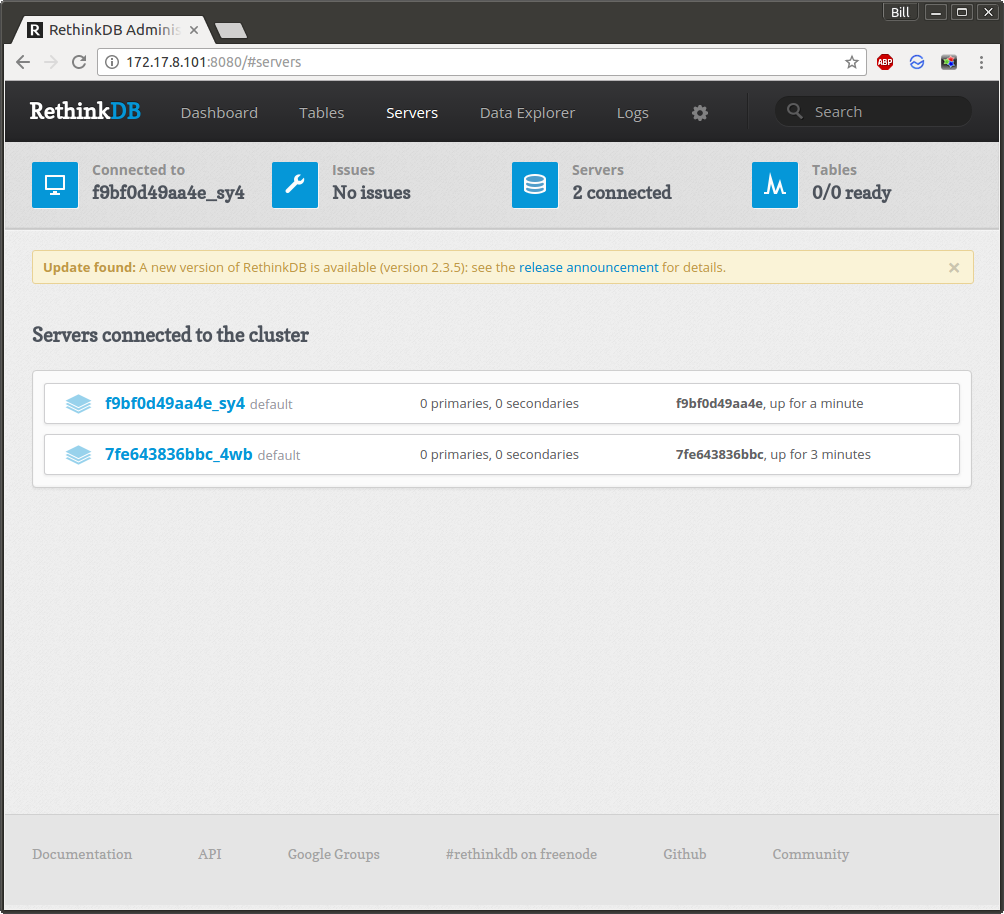 Bill
RethinkDB Adminis
172.17.8.101:8080/#servers
ABP
RethinkDB Dashboard Tables Servers Data Explorer Logs Search
Connected to Issues Servers Tables
f9bf0d49aa4e_sy4 No issues 2 connected 0/0 ready
Update found: A new version of RethinkDB is available (version 2.3.5): see the release announcement for details.
Servers connected to the cluster
f9bf0d49aa4e_sy4 default 0 primaries, 0 secondaries f9bf0d49aa4e, up for a minute
7fe643836bbc_4wb default 0 primaries, 0 secondaries 7fe643836bbc, up for 3 minutes
Documentation API Google Groups #rethinkdb on freenode Github Community